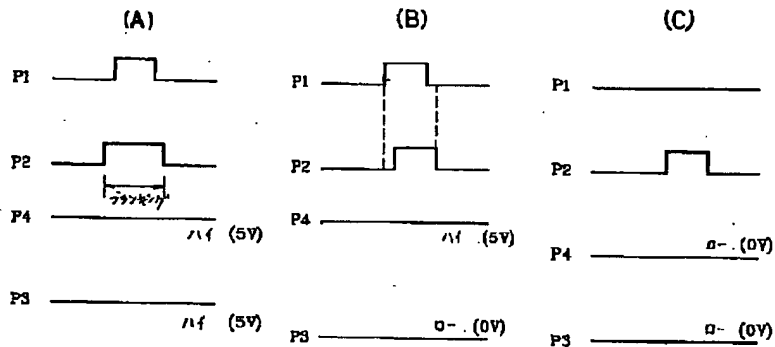 (A)
P1
P2
ブランキング
P4
ハイ (5V)
P3
ハイ (5V)
(B)
P1
P2
P4
ハイ (5V)
P3
ロー (0V)
(C)
P1
P2
P4
ロー (0V)
P3
ロー (0V)